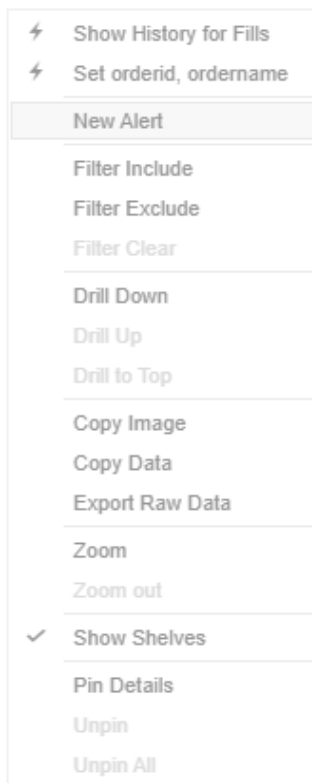 Show History for Fills
Set orderid, ordername
New Alert
Filter Include
Filter Exclude
Filter Clear
Drill Down
Drill Up
Drill to Top
Copy Image
Copy Data
Export Raw Data
Zoom
Zoom out
Show Shelves
Pin Details
Unpin
Unpin All